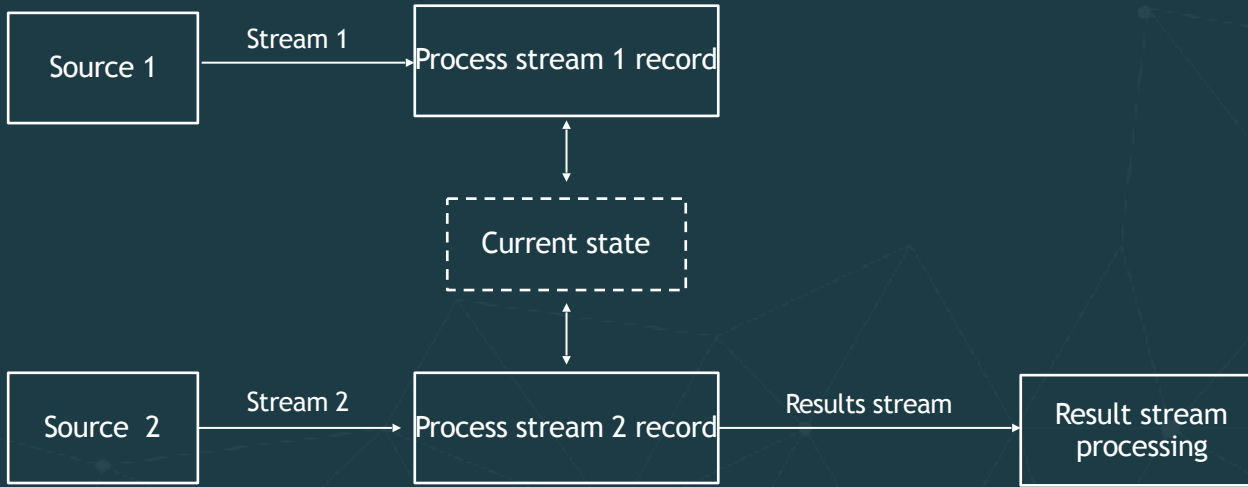 Source 1
Stream 1
Process stream 1 record
Current state
Source 2
Stream 2
Process stream 2 record
Results stream
Result stream
processing